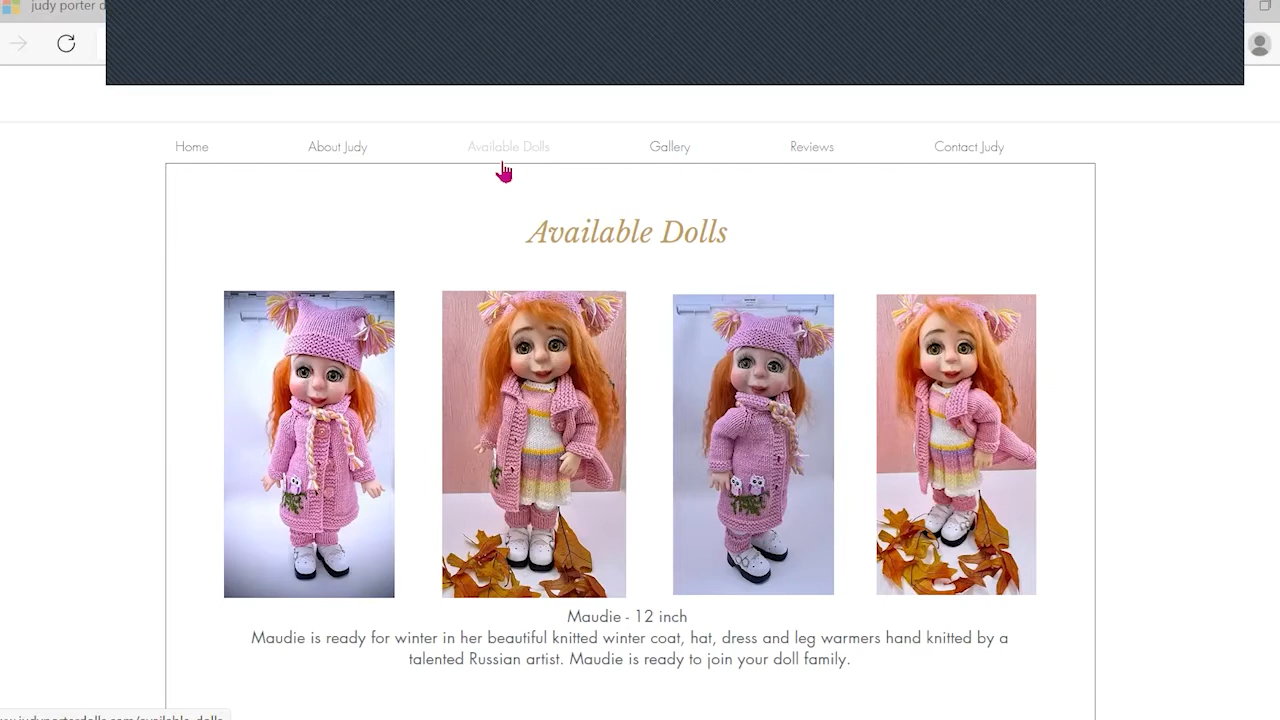 judy porter d
Home About Judy Available Dolls Gallery Reviews Contact Judy
Available Dolls
Maudie - 12 inch
Maudie is ready for winter in her beautiful knitted winter coat, hat, dress and leg warmers hand knitted by a
talented Russian artist. Maudie is ready to join your doll family.